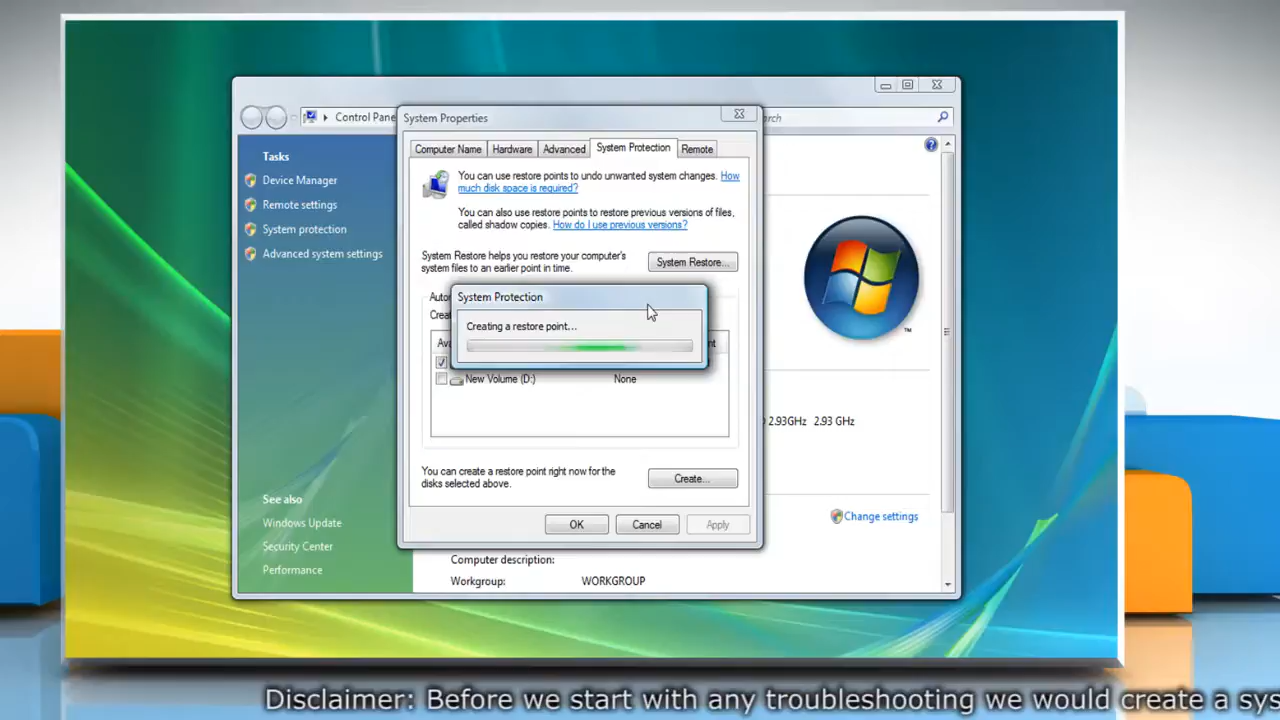 Control Pane
arch
System Properties
Computer Name
Hardware
Advanced
System Protection
Remote
Tasks
Device Manager
Remote settings
System protection
Advanced system settings
You can use restore points to undo unwanted system changes. How
much disk space is required?
You can also use restore points to restore previous versions of files,
called shadow copies. How do I use previous versions?
System Restore helps you restore your computer's
system files to an earlier point in time.
System Restore...
Autor
Crea
Ava
nt
System Protection
Creating a restore point...
New Volume (D:)
None
2.93GHz 2.93 GHz
You can create a restore point right now for the
disks selected above.
Create...
OK
Cancel
Apply
See also
Windows Update
Security Center
Performance
Change settings
Computer description:
Workgroup:
WORKGROUP
TM
Disclaimer: Before we start with any troubleshooting we would create a sys